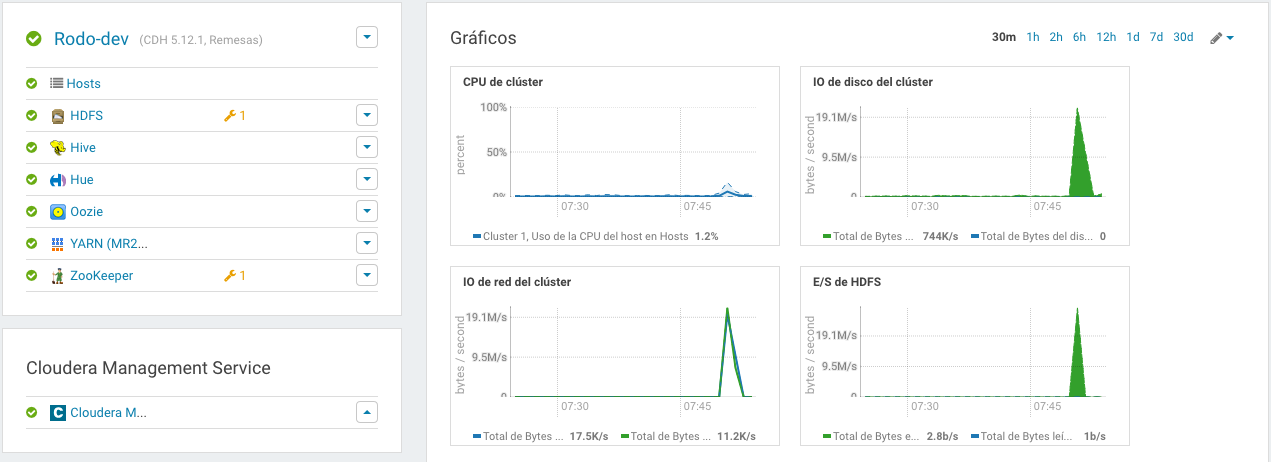 Rodo-dev (CDH 5.12.1, Remesas)
Hosts
HDFS 1
Hive
Hue
Oozie
YARN (MR2...
ZooKeeper 1
Cloudera Management Service
Cloudera M...
Gráficos
30m 1h 2h 6h 12h 1d 7d 30d
CPU de clúster
percent
100%
50%
0%
07:30 07:45
Cluster 1, Uso de la CPU del host en Hosts 1.2%
IO de disco del clúster
bytes / second
19.1M/s
9.5M/s
0
07:30 07:45
Total de Bytes ... 744K/s Total de Bytes del dis... 0
IO de red del clúster
bytes / second
19.1M/s
9.5M/s
0
07:30 07:45
Total de Bytes ... 17.5K/s Total de Bytes ... 11.2K/s
E/S de HDFS
bytes / second
19.1M/s
9.5M/s
0
07:30 07:45
Total de Bytes e... 2.8b/s Total de Bytes leí... 1b/s